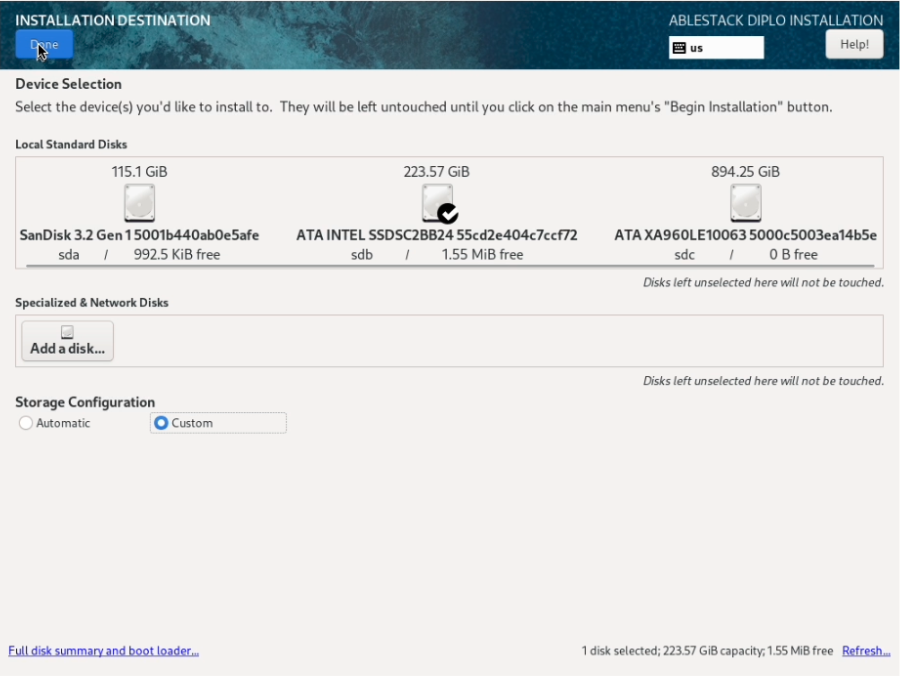 INSTALLATION DESTINATION
ABLESTACK DIPLO INSTALLATION
Done
us
Help!
Device Selection
Select the device(s) you'd like to install to. They will be left untouched until you click on the main menu's "Begin Installation" button.
Local Standard Disks
115.1 GiB
SanDisk 3.2 Gen 1 5001b440ab0e5afe
sda / 992.5 KiB free
223.57 GiB
ATA INTEL SSDSC2BB24 55cd2e404c7ccf72
sdb / 1.55 MiB free
894.25 GiB
ATA XA960LE10063 5000c5003ea14b5e
sdc / 0 B free
Disks left unselected here will not be touched.
Specialized & Network Disks
Add a disk...
Disks left unselected here will not be touched.
Storage Configuration
Automatic
Custom
Full disk summary and boot loader...
1 disk selected; 223.57 GiB capacity; 1.55 MiB free Refresh...